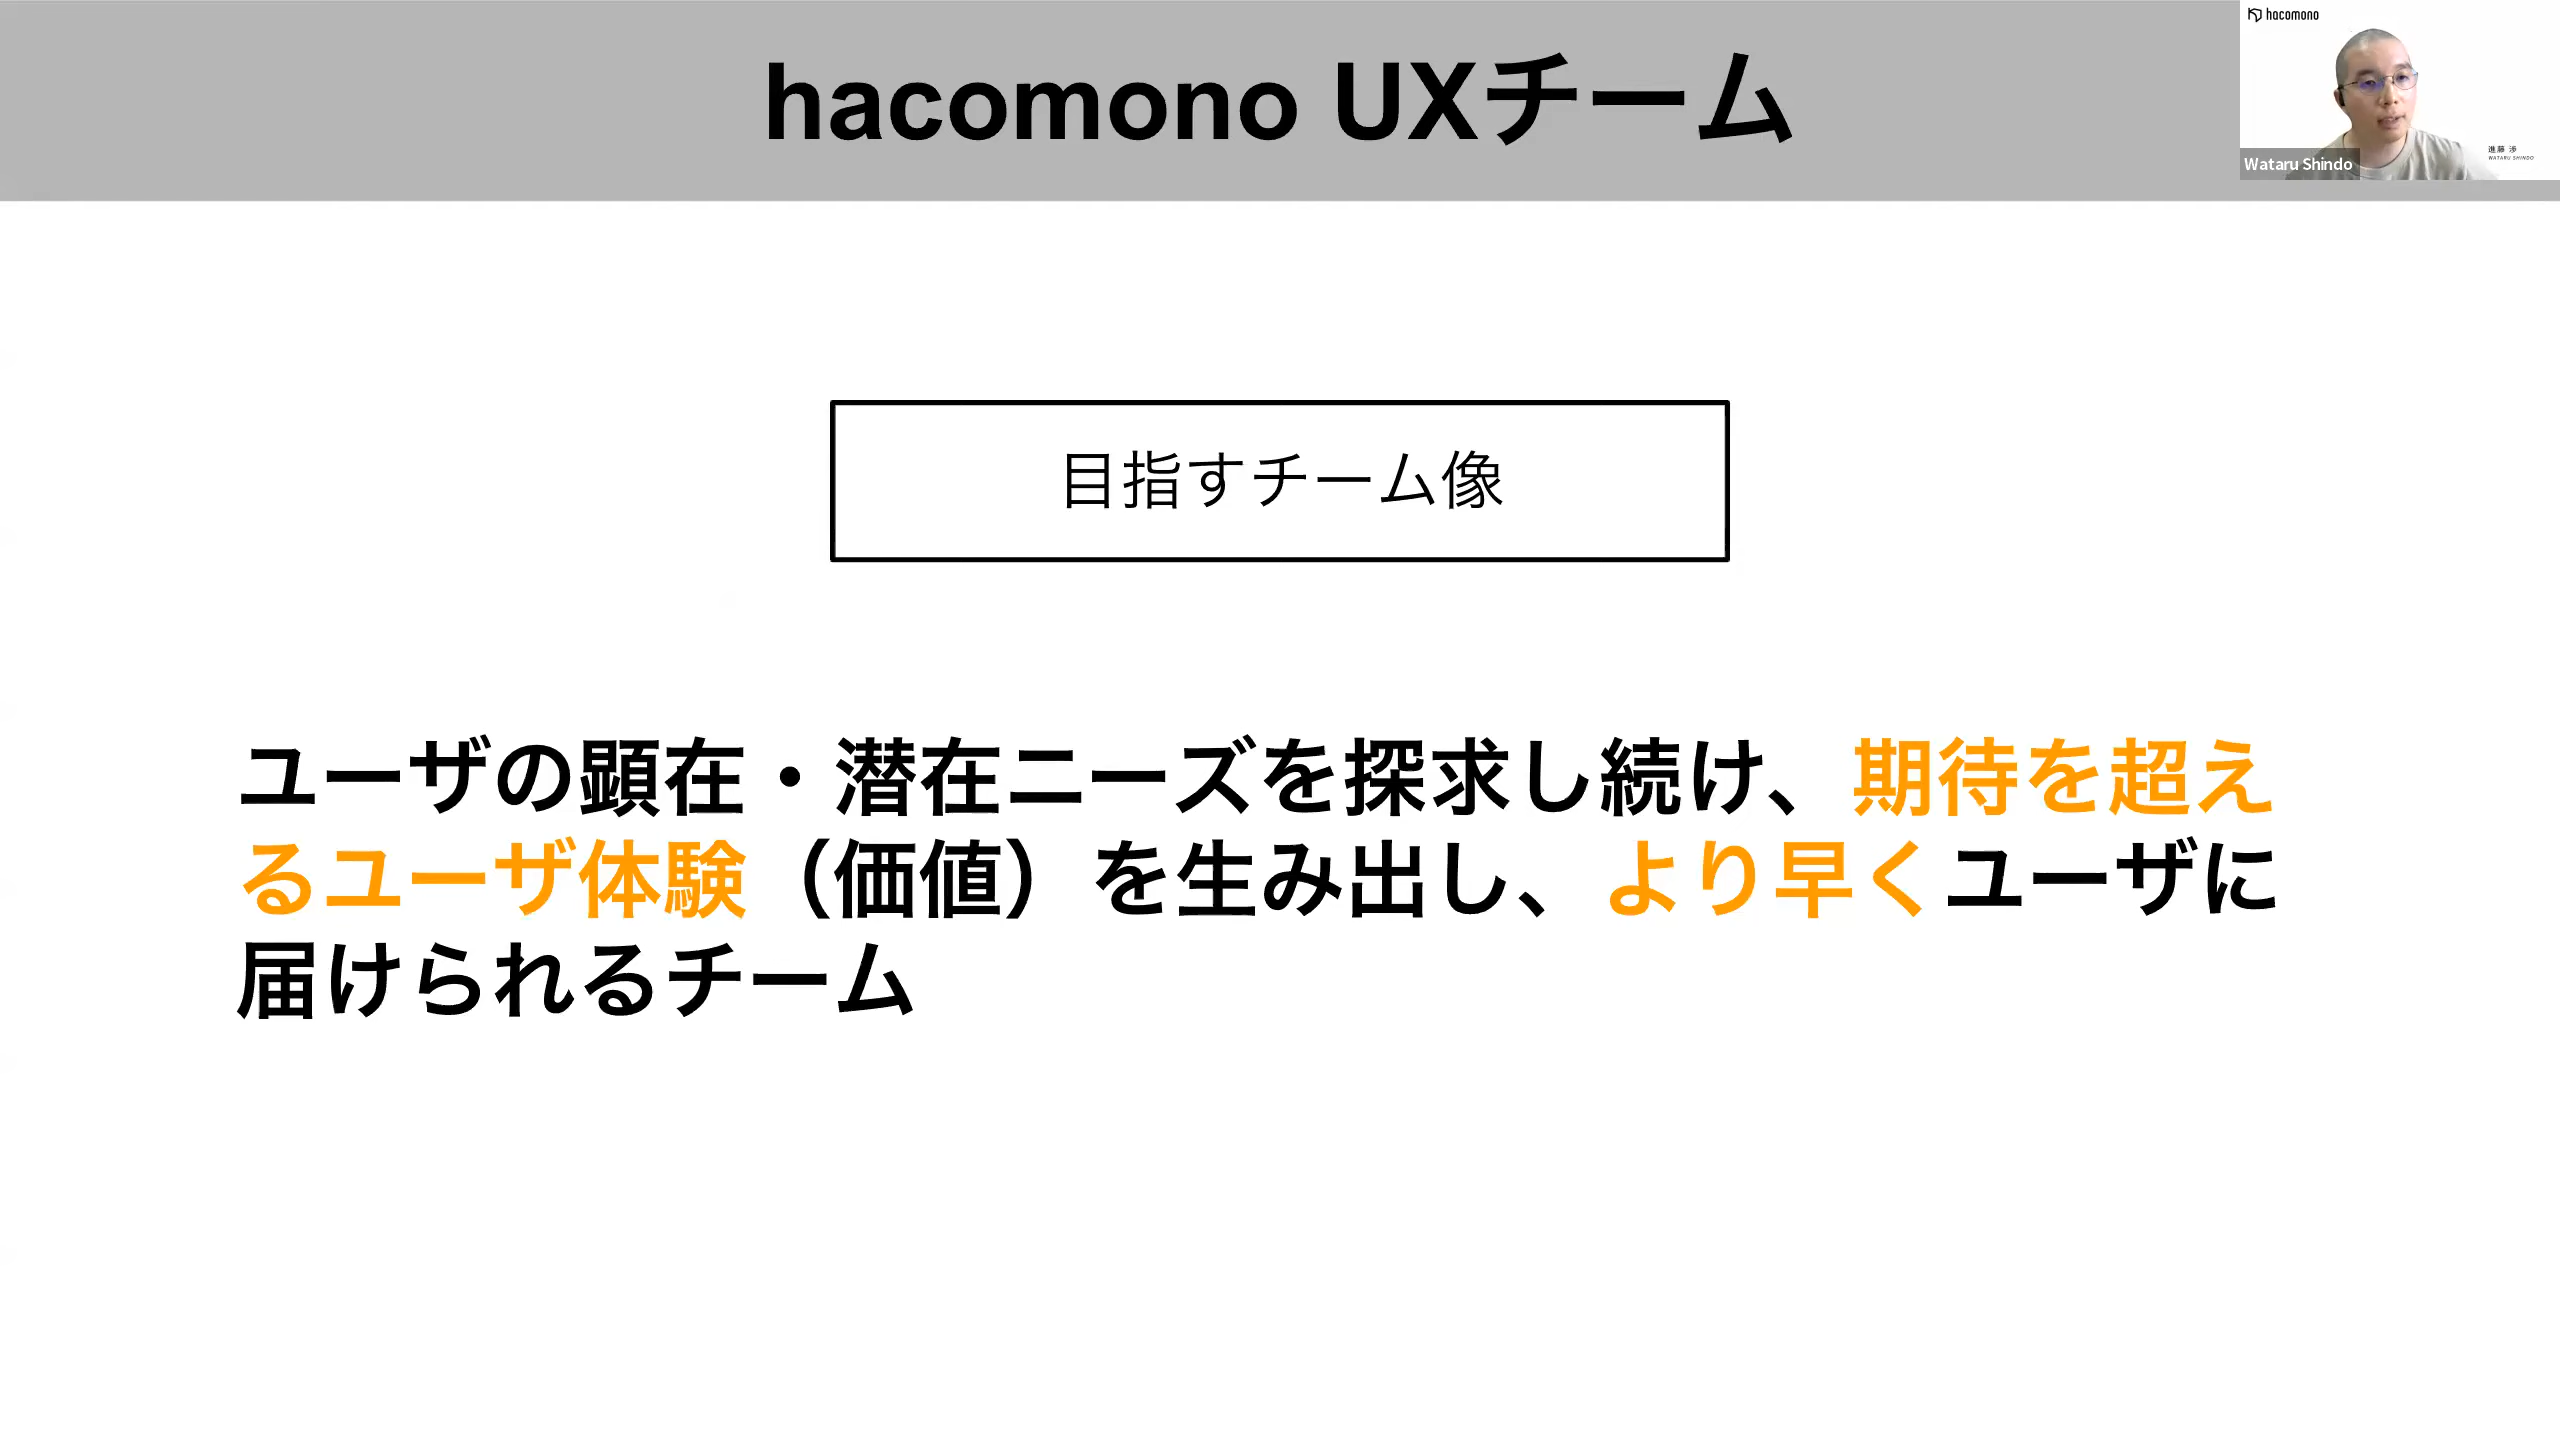 hacomono UXチーム
hacomono
進藤 渉
WATARU SHINDO
Wataru Shindo
目指すチーム像
ユーザの顕在・潜在ニーズを探求し続け、期待を超え
るユーザ体験（価値）を生み出し、より早くユーザに
届けられるチーム